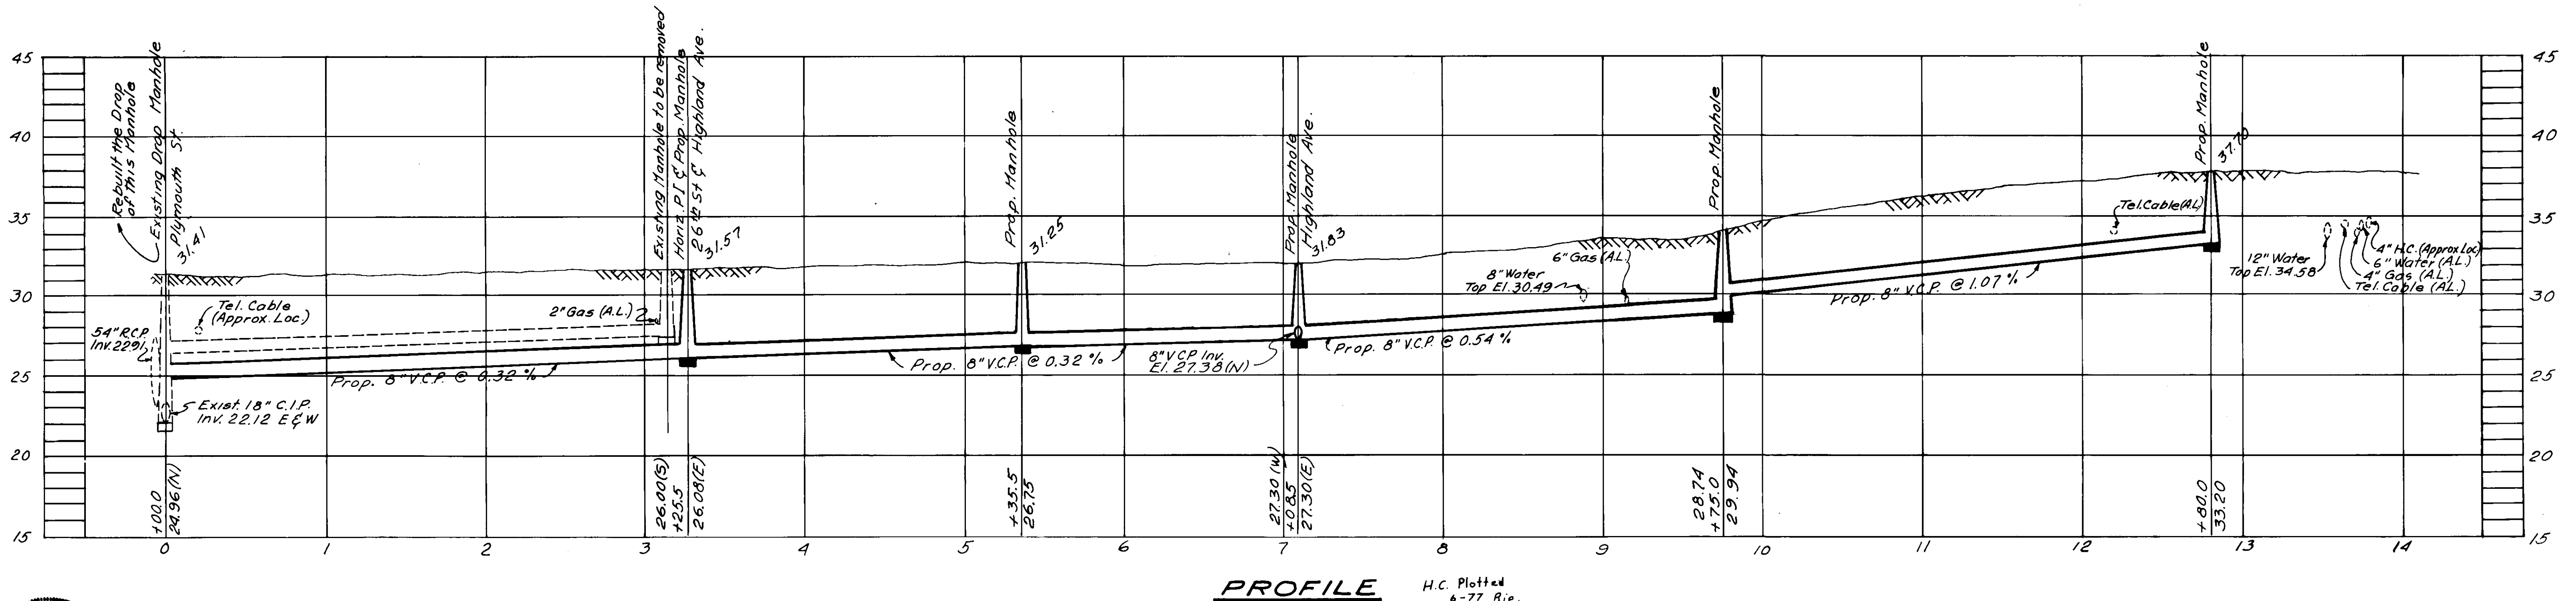 45
40
35
30
25
20
15
Rebuilt the Drop
of this Manhole
Existing Drop Manhole
Plymouth St.
31.41
54" R.C.P.
Inv. 22.91
Tel. Cable
(Approx. Loc.)
Exist. 18" C.I.P.
Inv. 22.12 E & W
Prop. 8" V.C.P. @ 0.32 %
2" Gas (A.L.)
Existing Manhole to be removed
Horiz. P.I. & Prop. Manhole
26th St ₵ Highland Ave.
31.57
Prop. 8" V.C.P. @ 0.32 %
Prop. Manhole
31.25
8" V C P Inv.
El. 27.38 (N)
Prop. Manhole
Highland Ave.
31.83
Prop. 8" V.C.P. @ 0.54 %
8" Water
Top El. 30.49
6" Gas (A.L.)
Prop. Manhole
Prop. 8" V.C.P. @ 1.07 %
Tel. Cable (A.L.)
Prop. Manhole
37.70
12" Water
Top El. 34.58
4" H.C. (Approx Loc)
6" Water (A.L.)
4" Gas (A.L.)
Tel. Cable (A.L.)
45
40
35
30
25
20
15
+00.0
24.96 (N)
26.00 (S)
+25.5
26.08 (E)
+35.5
26.75
27.30 (W)
+08.5
27.30 (E)
28.74
+75.0
29.94
+80.0
33.20
0 1 2 3 4 5 6 7 8 9 10 11 12 13 14
PROFILE
H.C. Plotted
6-77 Rie.